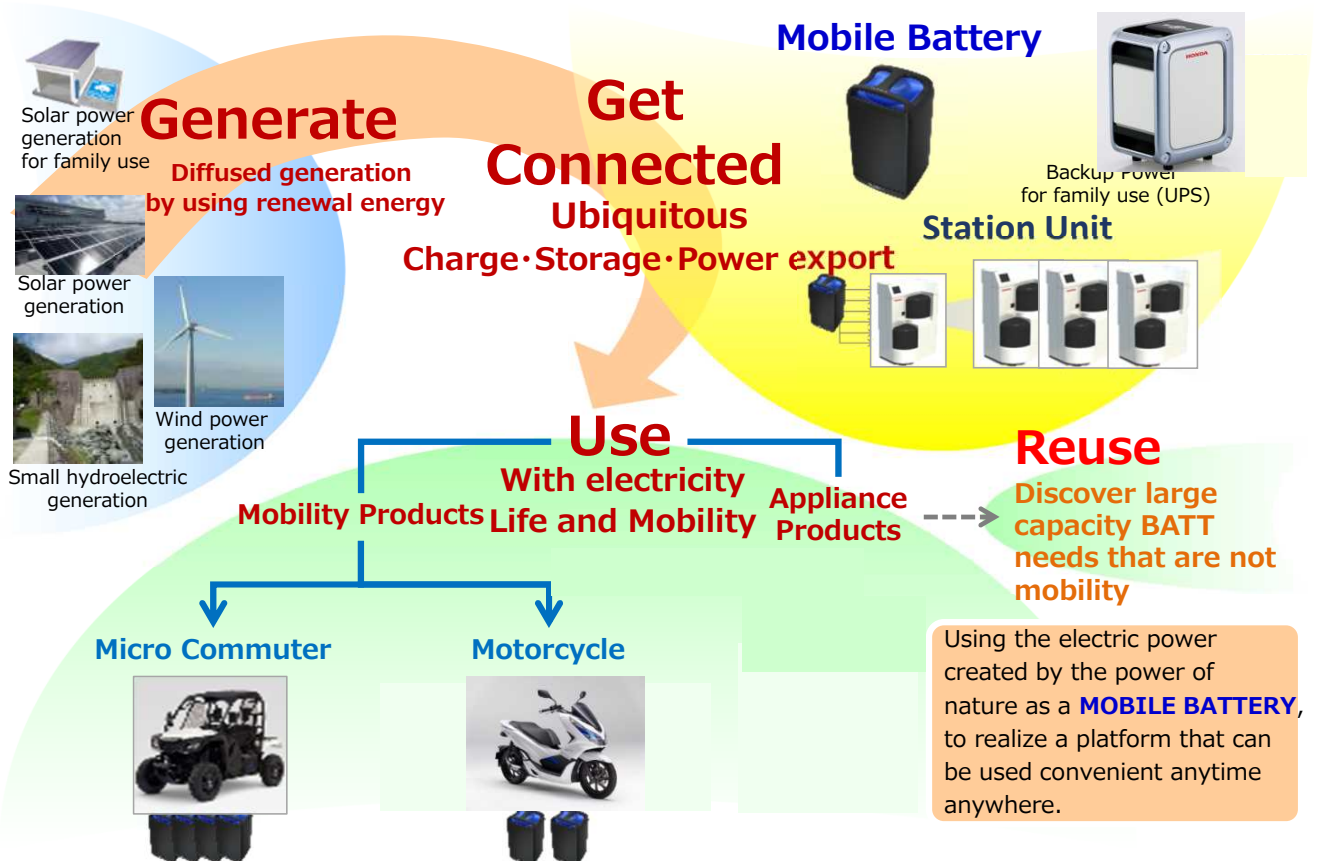 Solar power
generation
for family use
Generate
Diffused generation
by using renewal energy
Solar power
generation
Wind power
generation
Small hydroelectric
generation
Get
Connected
Ubiquitous
Charge・Storage・Power export
Mobile Battery
HONDA
Backup Power
for family use (UPS)
Station Unit
Use
With electricity
Life and Mobility
Mobility Products
Appliance
Products
Reuse
Discover large
capacity BATT
needs that are not
mobility
Micro Commuter
Motorcycle
Using the electric power
created by the power of
nature as a MOBILE BATTERY,
to realize a platform that can
be used convenient anytime
anywhere.